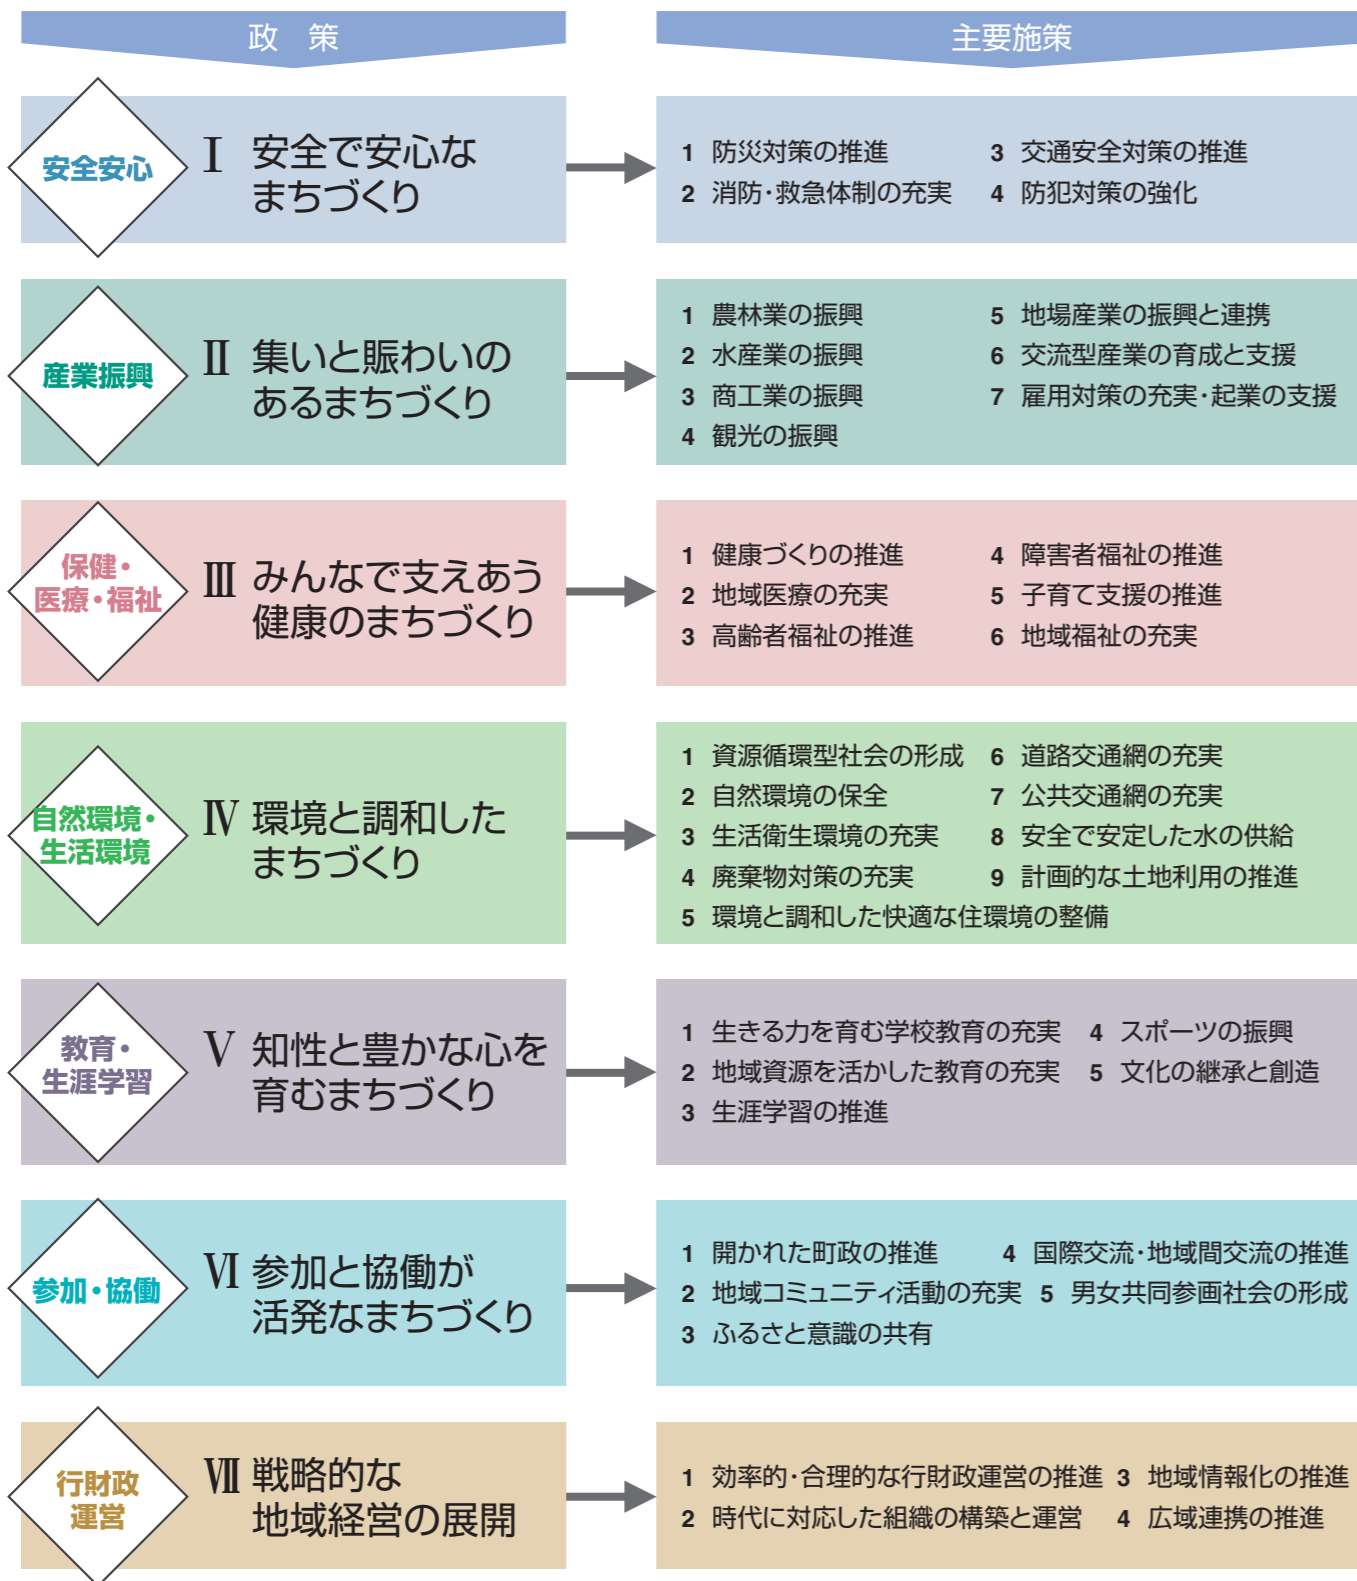 政 策
主要施策
安全安心
Ⅰ 安全で安心な
まちづくり
1 防災対策の推進
2 消防・救急体制の充実
3 交通安全対策の推進
4 防犯対策の強化
産業振興
Ⅱ 集いと賑わいの
あるまちづくり
1 農林業の振興
2 水産業の振興
3 商工業の振興
4 観光の振興
5 地場産業の振興と連携
6 交流型産業の育成と支援
7 雇用対策の充実・起業の支援
保健・
医療・福祉
Ⅲ みんなで支えあう
健康のまちづくり
1 健康づくりの推進
2 地域医療の充実
3 高齢者福祉の推進
4 障害者福祉の推進
5 子育て支援の推進
6 地域福祉の充実
自然環境・
生活環境
Ⅳ 環境と調和した
まちづくり
1 資源循環型社会の形成
2 自然環境の保全
3 生活衛生環境の充実
4 廃棄物対策の充実
5 環境と調和した快適な住環境の整備
6 道路交通網の充実
7 公共交通網の充実
8 安全で安定した水の供給
9 計画的な土地利用の推進
教育・
生涯学習
Ⅴ 知性と豊かな心を
育むまちづくり
1 生きる力を育む学校教育の充実
2 地域資源を活かした教育の充実
3 生涯学習の推進
4 スポーツの振興
5 文化の継承と創造
参加・協働
Ⅵ 参加と協働が
活発なまちづくり
1 開かれた町政の推進
2 地域コミュニティ活動の充実
3 ふるさと意識の共有
4 国際交流・地域間交流の推進
5 男女共同参画社会の形成
行財政
運営
Ⅶ 戦略的な
地域経営の展開
1 効率的・合理的な行財政運営の推進
2 時代に対応した組織の構築と運営
3 地域情報化の推進
4 広域連携の推進